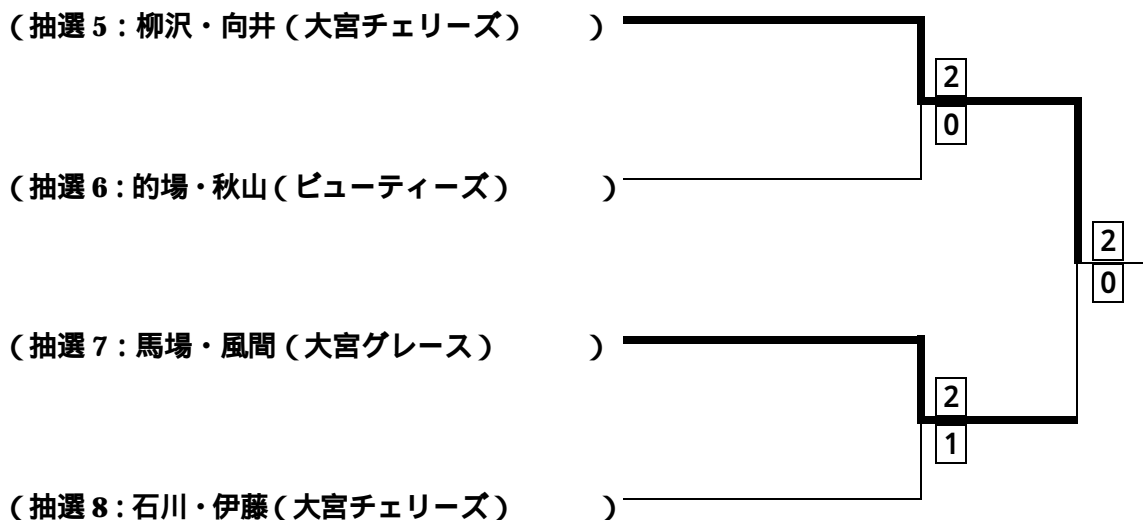 (抽選5：柳沢・向井(大宮チェリーズ) )
2
0
(抽選6：的場・秋山(ビューティーズ) )
2
0
(抽選7：馬場・風間(大宮グレース) )
2
1
(抽選8：石川・伊藤(大宮チェリーズ) )